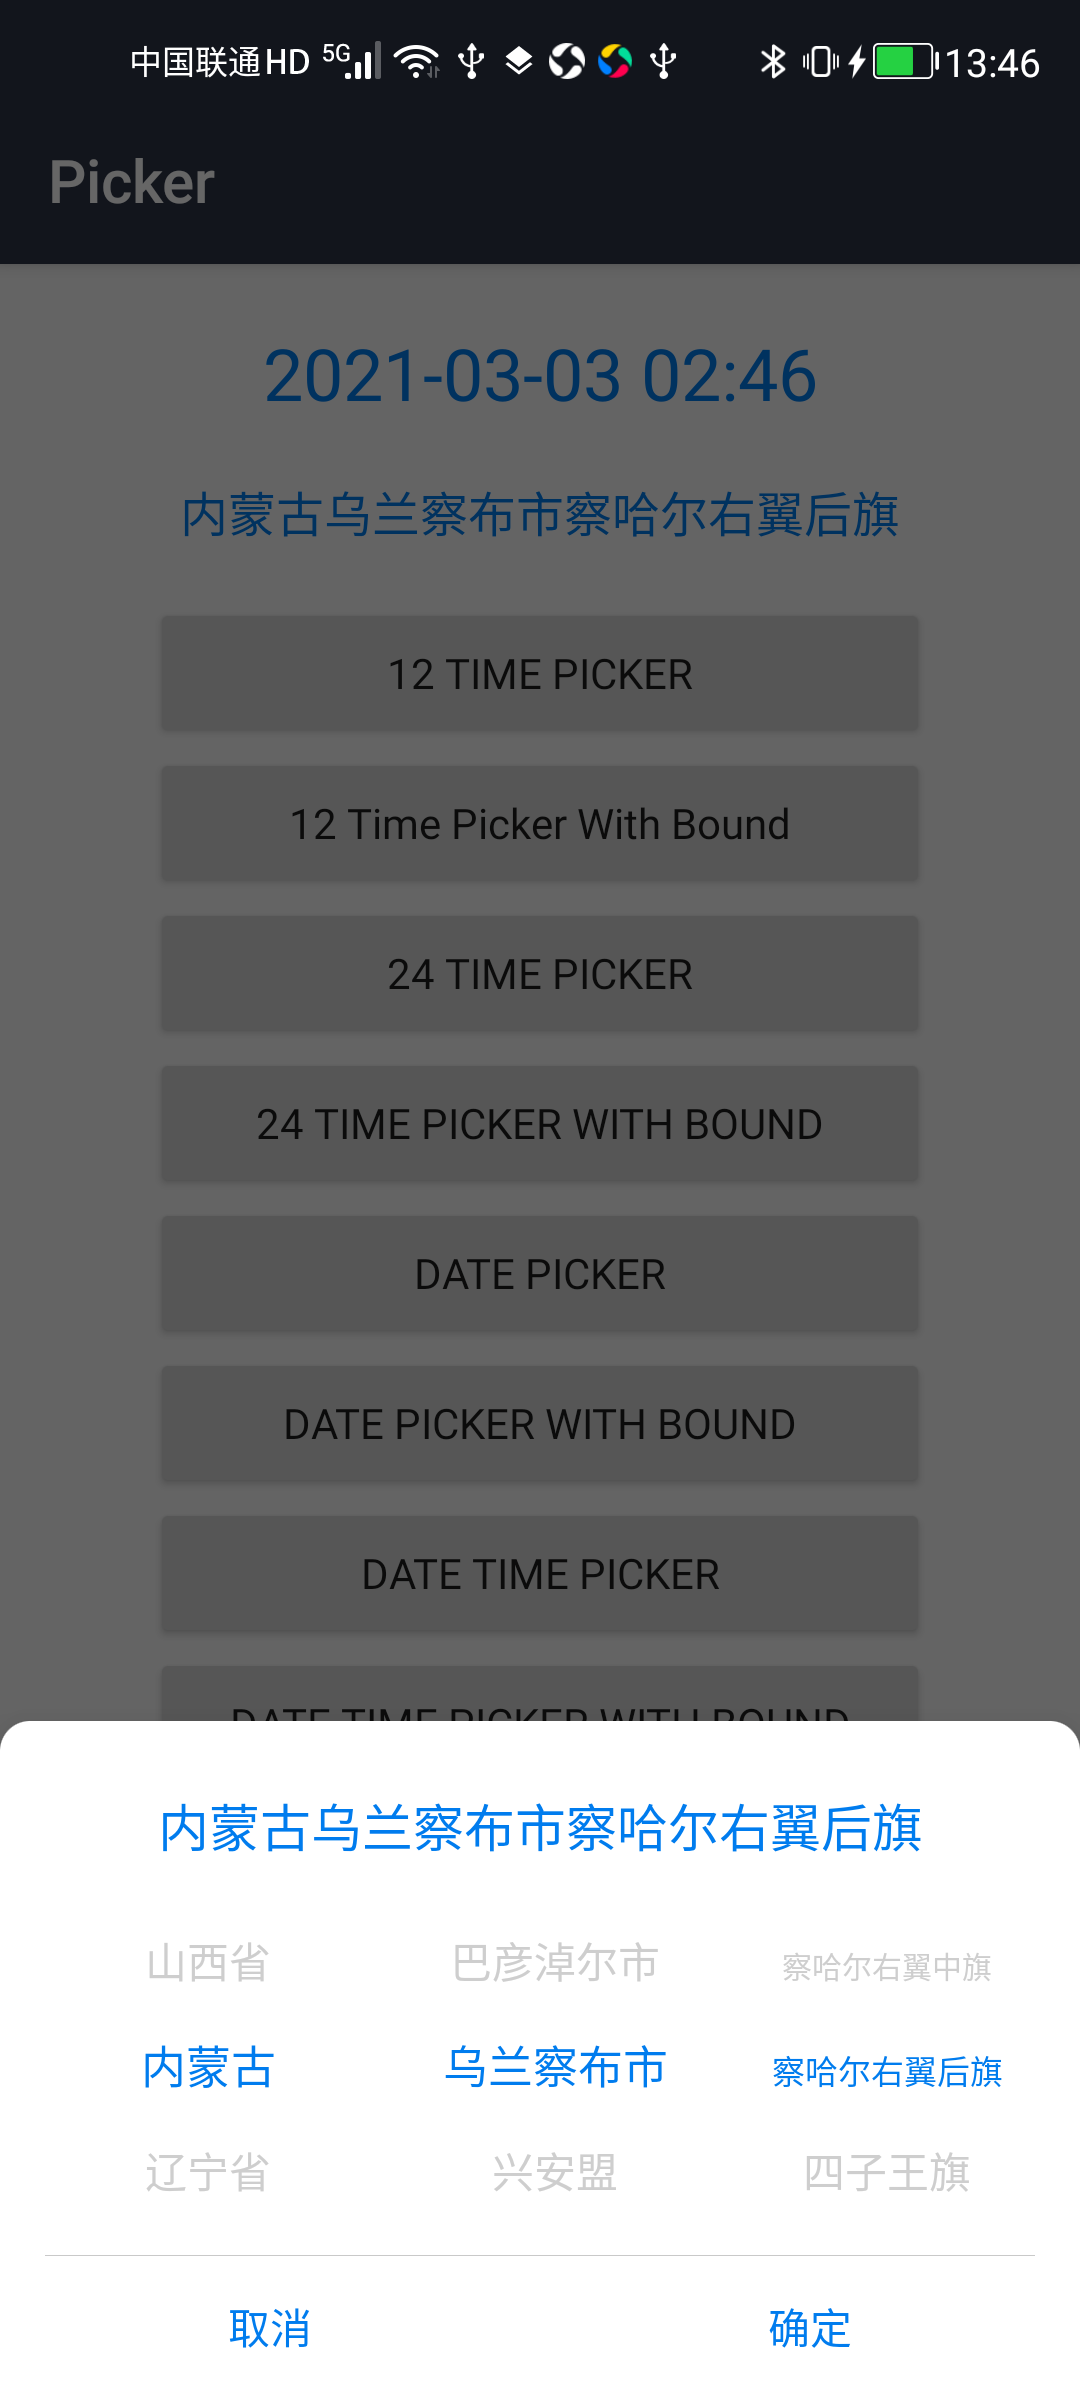 中国联通HD 5G 13:46
Picker
2021-03-03 02:46
内蒙古乌兰察布市察哈尔右翼后旗
12 TIME PICKER
12 Time Picker With Bound
24 TIME PICKER
24 TIME PICKER WITH BOUND
DATE PICKER
DATE PICKER WITH BOUND
DATE TIME PICKER
DATE TIME PICKER WITH BOUND
内蒙古乌兰察布市察哈尔右翼后旗
山西省 巴彦淖尔市 察哈尔右翼中旗
内蒙古 乌兰察布市 察哈尔右翼后旗
辽宁省 兴安盟 四子王旗
取消 确定